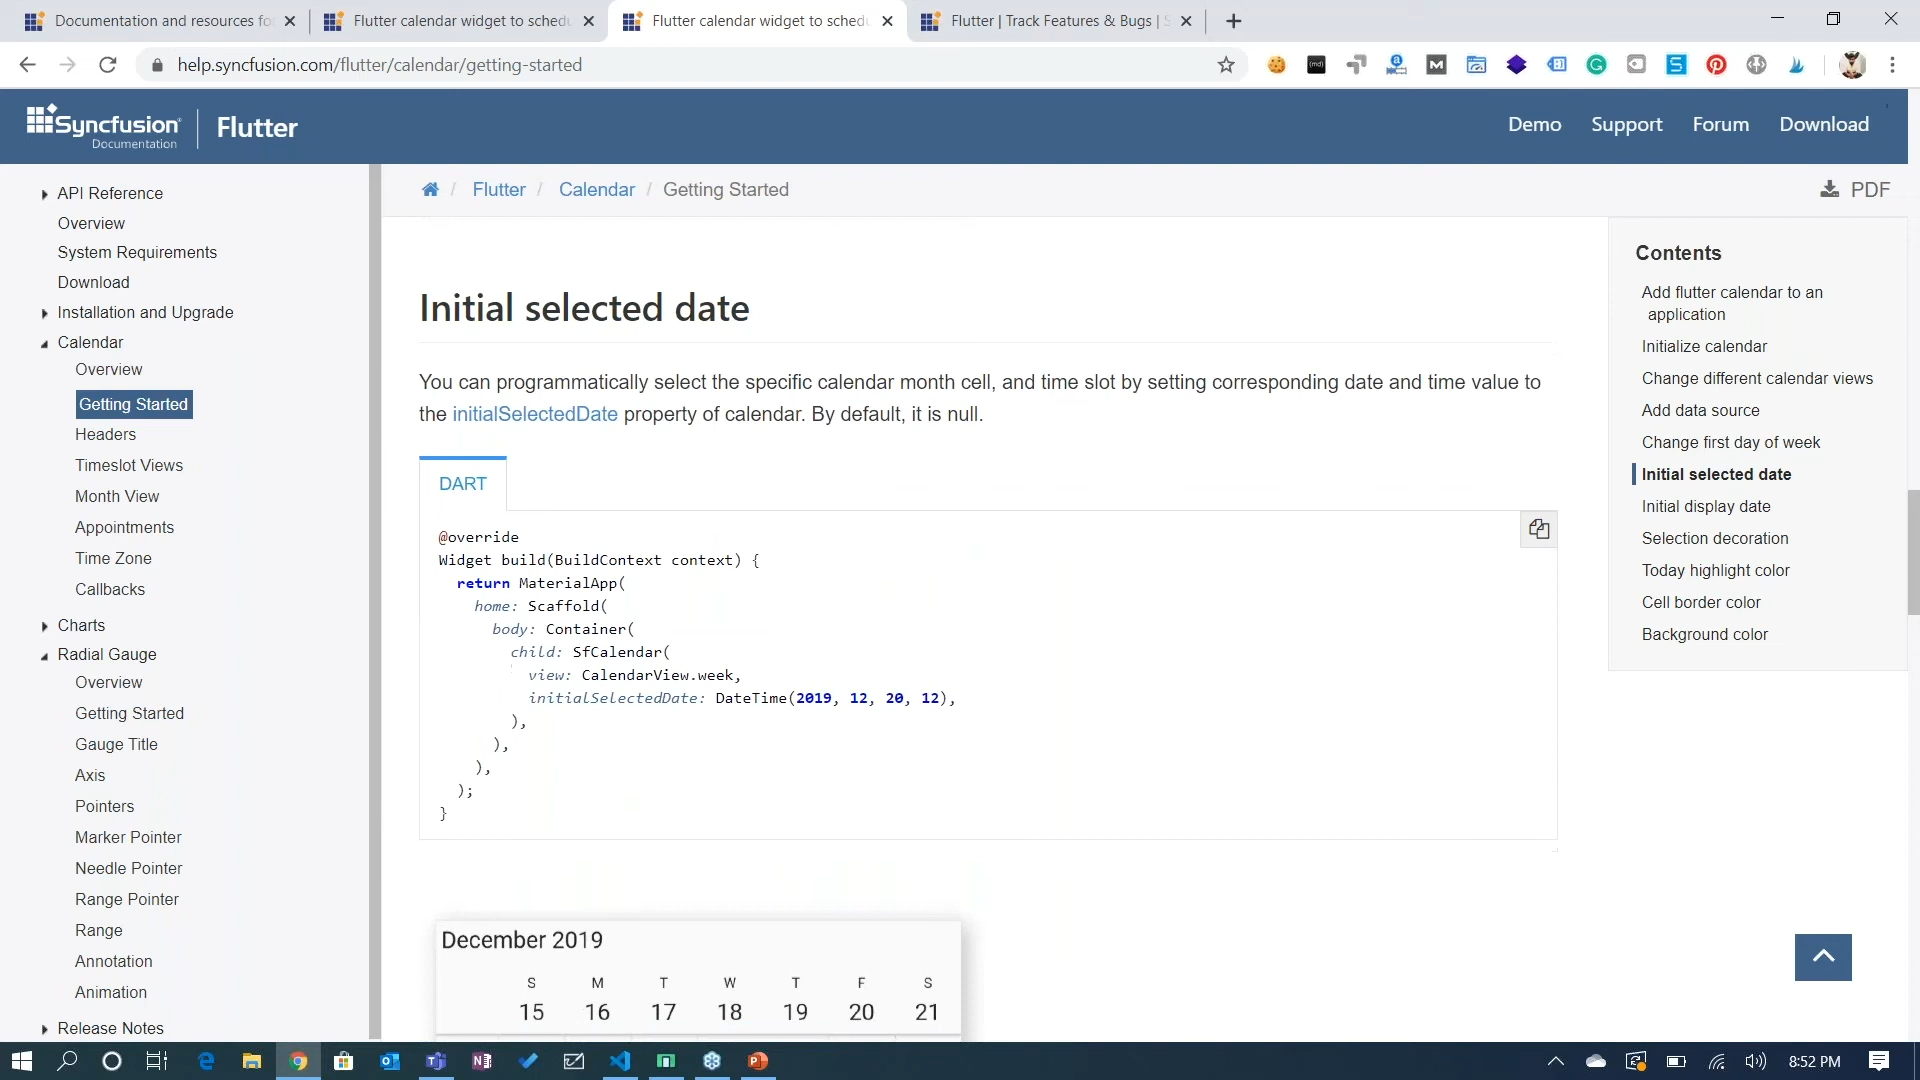 Documentation and resources fo
Flutter calendar widget to schedu
Flutter calendar widget to schedu
Flutter | Track Features & Bugs | S
help.syncfusion.com/flutter/calendar/getting-started
Syncfusion
Documentation
Flutter
Demo
Support
Forum
Download
API Reference
Overview
System Requirements
Download
Installation and Upgrade
Calendar
Overview
Getting Started
Headers
Timeslot Views
Month View
Appointments
Time Zone
Callbacks
Charts
Radial Gauge
Overview
Getting Started
Gauge Title
Axis
Pointers
Marker Pointer
Needle Pointer
Range Pointer
Range
Annotation
Animation
Release Notes
/ Flutter / Calendar / Getting Started
PDF
Initial selected date
You can programmatically select the specific calendar month cell, and time slot by setting corresponding date and time value to
the initialSelectedDate property of calendar. By default, it is null.
DART
@override
Widget build(BuildContext context) {
return MaterialApp(
home: Scaffold(
body: Container(
child: SfCalendar(
view: CalendarView.week,
initialSelectedDate: DateTime(2019, 12, 20, 12),
),
),
),
);
}
December 2019
S M T W T F S
15 16 17 18 19 20 21
Contents
Add flutter calendar to an
application
Initialize calendar
Change different calendar views
Add data source
Change first day of week
Initial selected date
Initial display date
Selection decoration
Today highlight color
Cell border color
Background color
8:52 PM